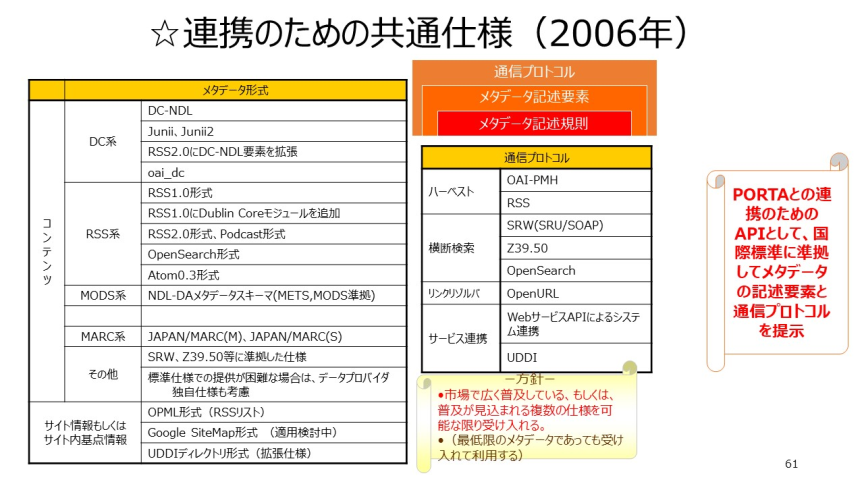 ☆連携のための共通仕様（2006年）
メタデータ形式
コンテンツ
DC系
DC-NDL
Junii、Junii2
RSS2.0にDC-NDL要素を拡張
oai_dc
RSS系
RSS1.0形式
RSS1.0にDublin Coreモジュールを追加
RSS2.0形式、Podcast形式
OpenSearch形式
Atom0.3形式
MODS系
NDL-DAメタデータスキーマ(METS,MODS準拠)
MARC系
JAPAN/MARC(M)、JAPAN/MARC(S)
その他
SRW、Z39.50等に準拠した仕様
標準仕様での提供が困難な場合は、データプロバイダ
独自仕様も考慮
サイト情報もしくは
サイト内基点情報
OPML形式（RSSリスト）
Google SiteMap形式 （適用検討中）
UDDIディレクトリ形式（拡張仕様）
通信プロトコル
メタデータ記述要素
メタデータ記述規則
通信プロトコル
ハーベスト
OAI-PMH
RSS
横断検索
SRW(SRU/SOAP)
Z39.50
OpenSearch
リンクリゾルバ
OpenURL
サービス連携
WebサービスAPIによるシステ
ム連携
UDDI
－方針－
•市場で広く普及している、もしくは、
普及が見込まれる複数の仕様を可
能な限り受け入れる。
•（最低限のメタデータであっても受け
入れて利用する）
PORTAとの連
携のための
APIとして、国
際標準に準拠
してメタデータ
の記述要素と
通信プロトコル
を提示
61